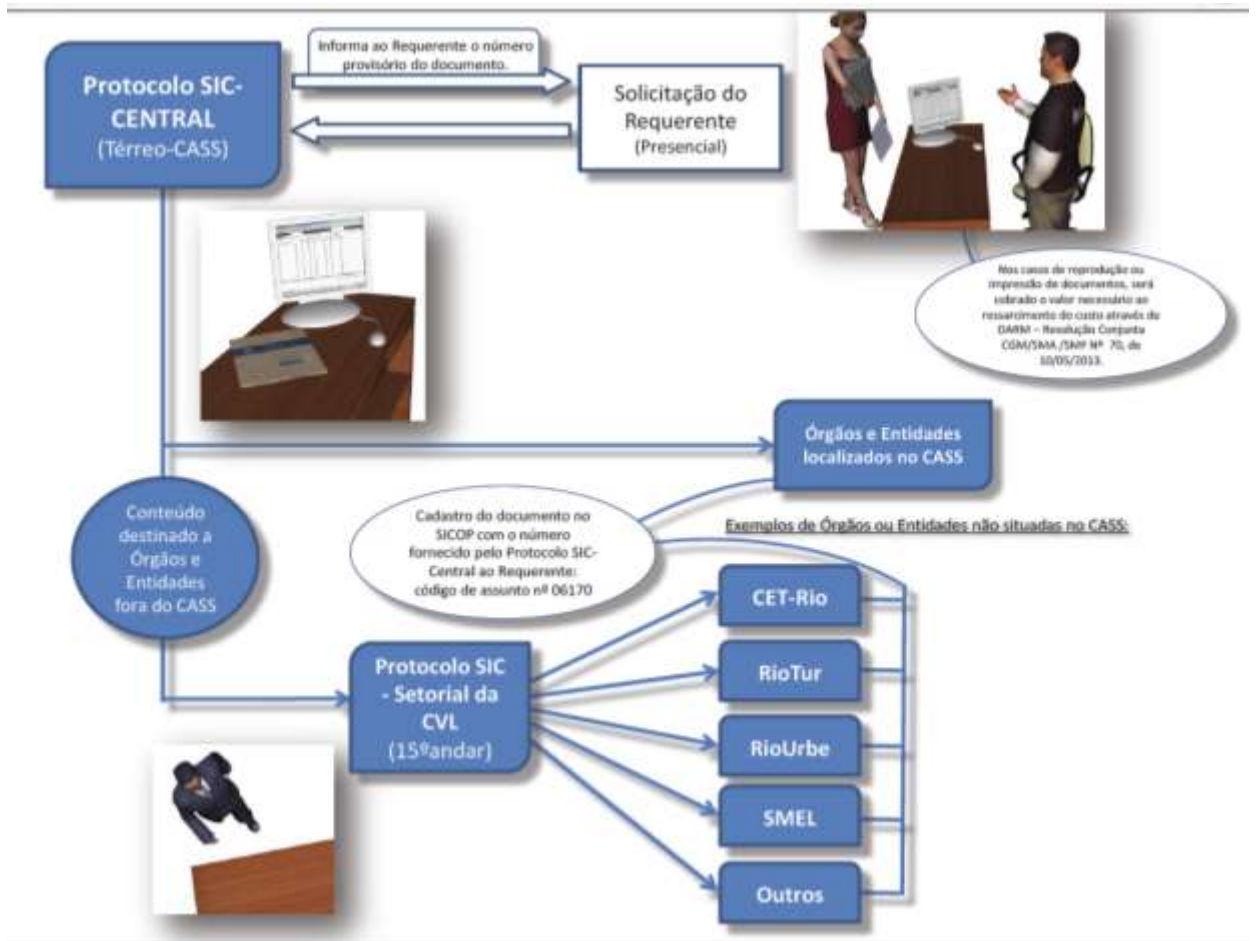 Informa ao Requerente o número
provisório do documento.
Protocolo SIC-
CENTRAL
(Térreo-CASS)
Solicitação do
Requerente
(Presencial)
Nos casos de reprodução ou
impressão de documentos, será
cobrado o valor necessário ao
ressarcimento do custo através de
DARM – Resolução Conjunta
CGM/SMA /SMF Nº 70, de
10/05/2013.
Órgãos e Entidades
localizados no CASS
Conteúdo
destinado a
Órgãos e
Entidades
fora do CASS
Cadastro do documento no
SICOP com o número
fornecido pelo Protocolo SIC-
Central ao Requerente:
código de assunto nº 06170
Exemplos de Órgãos ou Entidades não situadas no CASS:
Protocolo SIC
- Setorial da
CVL
(15ºandar)
CET-Rio
RioTur
RioUrbe
SMEL
Outros